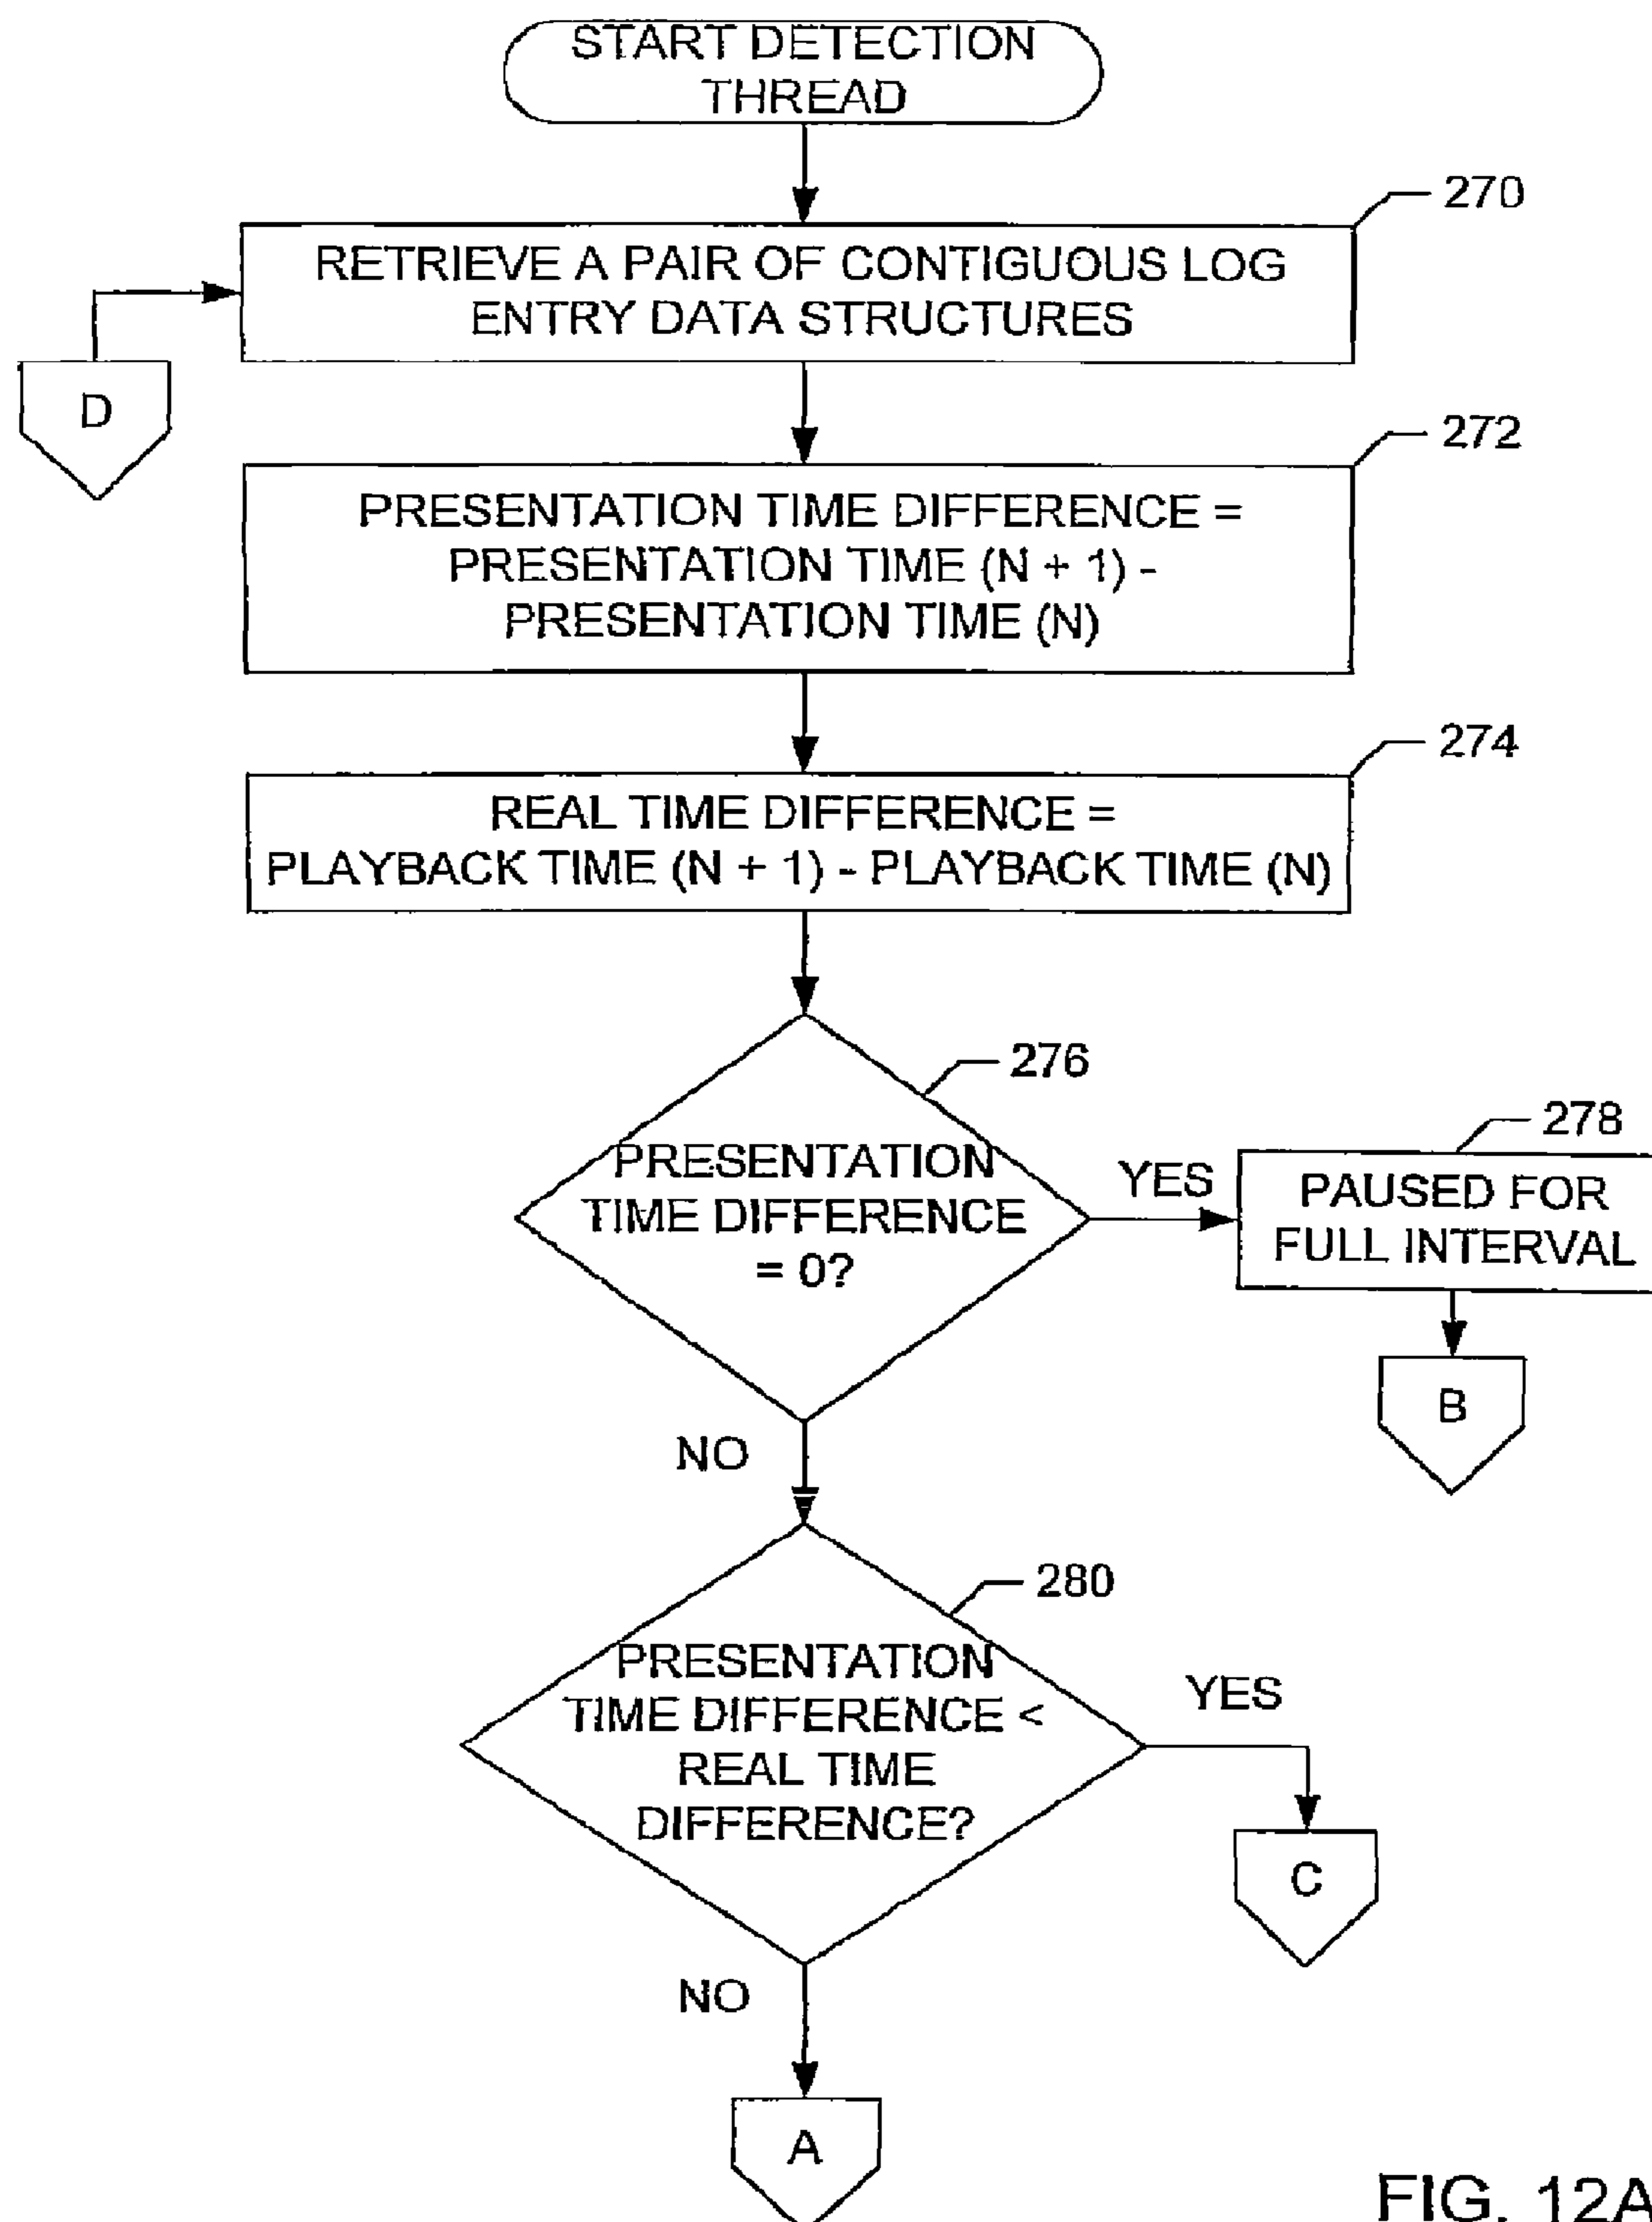 START DETECTION
THREAD
270
RETRIEVE A PAIR OF CONTIGUOUS LOG
ENTRY DATA STRUCTURES
D
272
PRESENTATION TIME DIFFERENCE =
PRESENTATION TIME (N + 1) -
PRESENTATION TIME (N)
274
REAL TIME DIFFERENCE =
PLAYBACK TIME (N + 1) - PLAYBACK TIME (N)
276
PRESENTATION
TIME DIFFERENCE
= 0?
YES
278
PAUSED FOR
FULL INTERVAL
B
NO
280
PRESENTATION
TIME DIFFERENCE <
REAL TIME
DIFFERENCE?
YES
C
NO
A
FIG. 12A